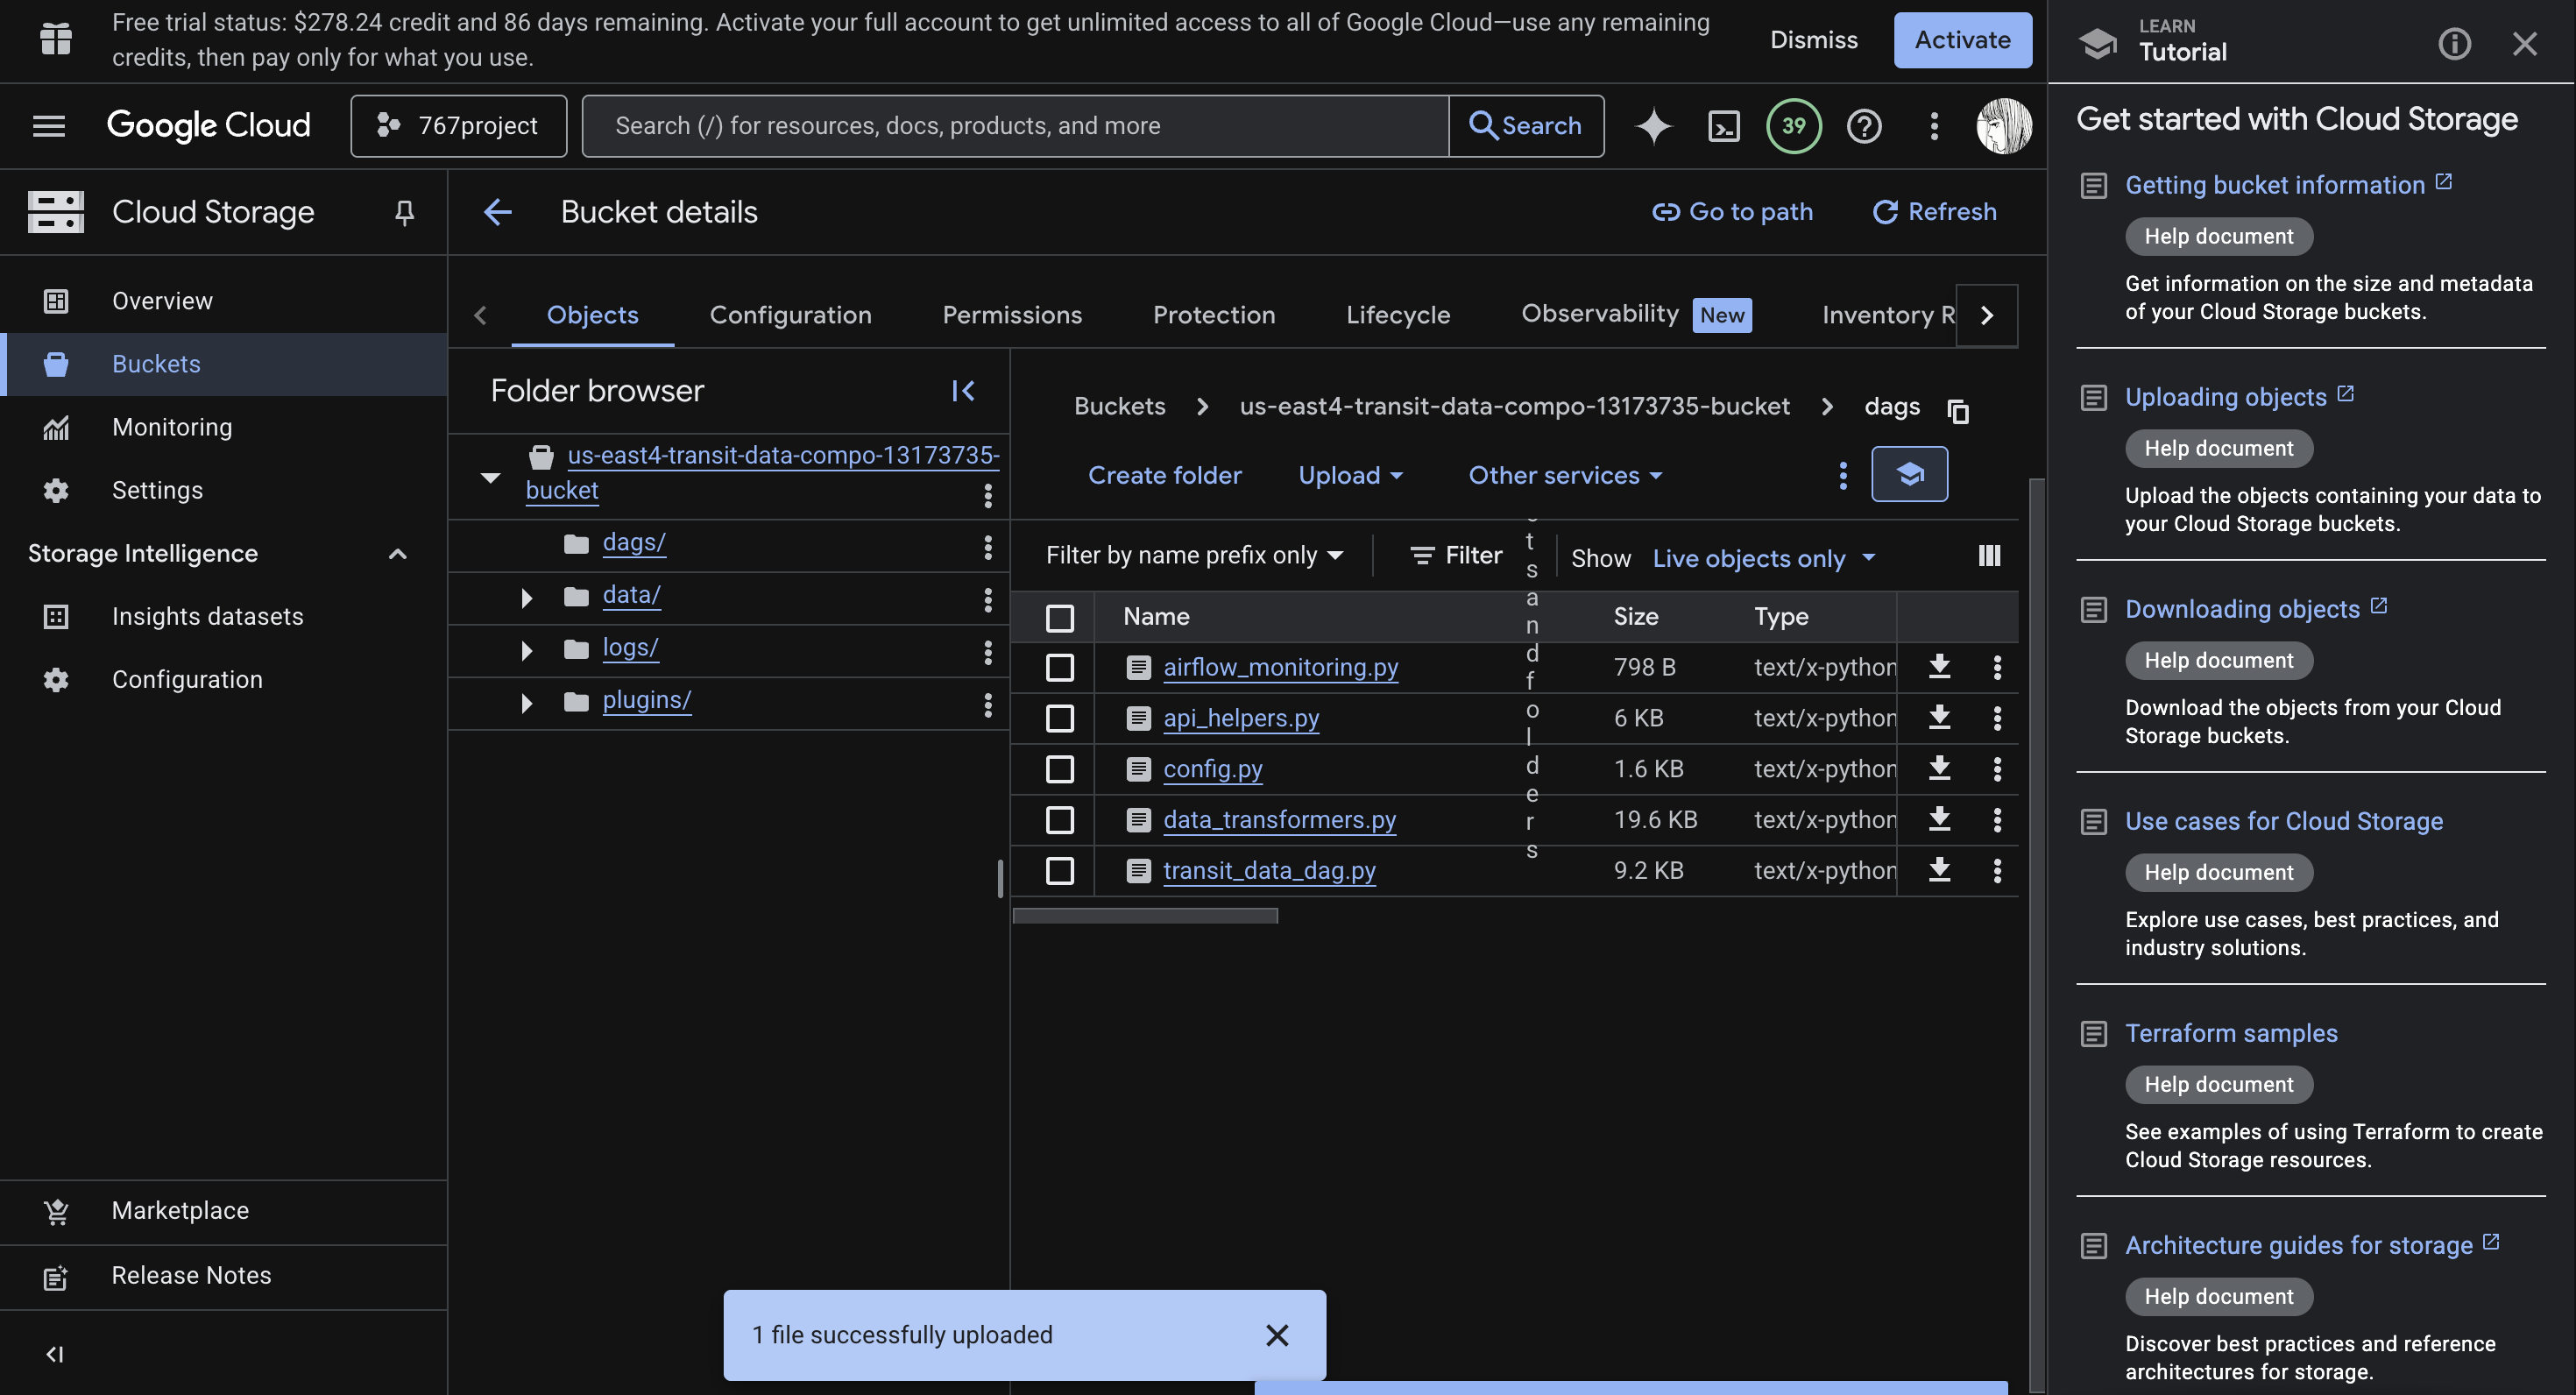 Free trial status: $278.24 credit and 86 days remaining. Activate your full account to get unlimited access to all of Google Cloud—use any remaining
credits, then pay only for what you use.
Dismiss
Activate
Google Cloud
767project
Search (/) for resources, docs, products, and more
Search
39
Cloud Storage
Overview
Buckets
Monitoring
Settings
Storage Intelligence
Insights datasets
Configuration
Marketplace
Release Notes
Bucket details
Go to path
Refresh
Objects
Configuration
Permissions
Protection
Lifecycle
Observability New
Inventory R
Folder browser
us-east4-transit-data-compo-13173735-
bucket
dags/
data/
logs/
plugins/
Buckets > us-east4-transit-data-compo-13173735-bucket > dags
Create folder
Upload
Other services
Filter by name prefix only
Filter
t
s
a
n
d
f
o
l
d
e
r
s
Show Live objects only
Name Size Type
airflow_monitoring.py 798 B text/x-python
api_helpers.py 6 KB text/x-python
config.py 1.6 KB text/x-python
data_transformers.py 19.6 KB text/x-python
transit_data_dag.py 9.2 KB text/x-python
1 file successfully uploaded
LEARN
Tutorial
Get started with Cloud Storage
Getting bucket information
Help document
Get information on the size and metadata
of your Cloud Storage buckets.
Uploading objects
Help document
Upload the objects containing your data to
your Cloud Storage buckets.
Downloading objects
Help document
Download the objects from your Cloud
Storage buckets.
Use cases for Cloud Storage
Help document
Explore use cases, best practices, and
industry solutions.
Terraform samples
Help document
See examples of using Terraform to create
Cloud Storage resources.
Architecture guides for storage
Help document
Discover best practices and reference
architectures for storage.